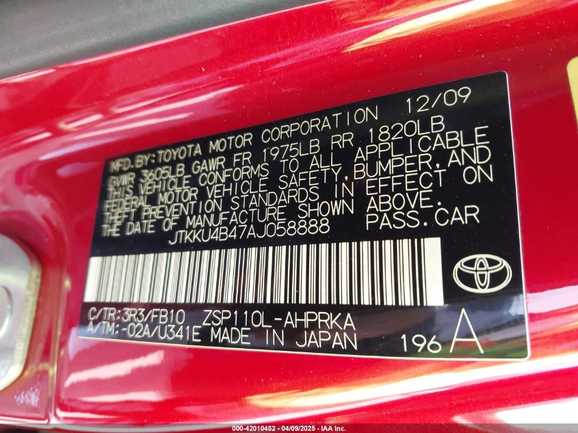 MFD. BY: TOYOTA MOTOR CORPORATION 12/09
GVWR 3605LB GAWR FR 1975LB RR 1820LB
THIS VEHICLE CONFORMS TO ALL APPLICABLE
FEDERAL MOTOR VEHICLE SAFETY,BUMPER,AND
THEFT PREVENTION STANDARDS IN EFFECT ON
THE DATE OF MANUFACTURE SHOWN ABOVE.
JTKKU4B47AJ058888 PASS.CAR
C/TR:3R3/FB10 ZSP110L-AHPRKA
A/TM:-02A/U341E MADE IN JAPAN 196 A
000-42010452 - 04/09/2025 - IAA Inc.